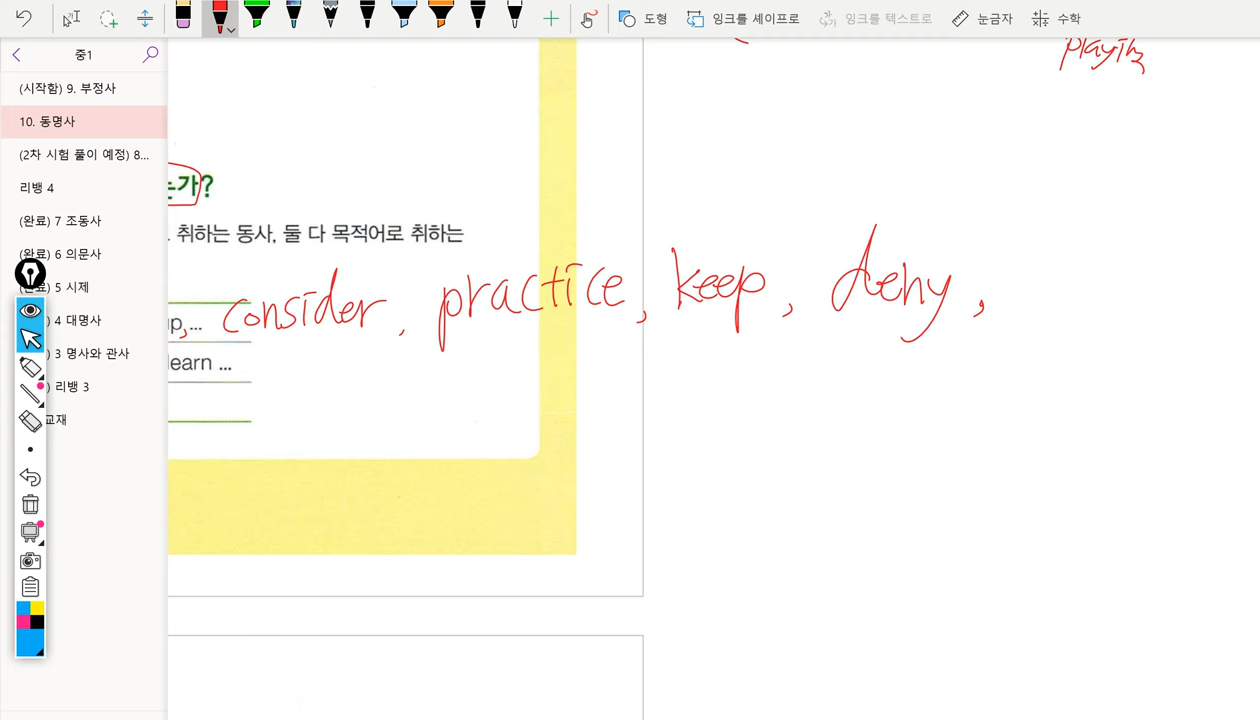 도형 잉크를 셰이프로 잉크를 텍스트로 눈금자 수학
중1
(시작함) 9. 부정사
10. 동명사
(2차 시험 풀이 예정) 8...
리뱅 4
(완료) 7 조동사
(완료) 6 의문사
5 시제
) 4 대명사
) 3 명사와 관사
) 리뱅 3
교재
playing
는가?
취하는 동사, 둘 다 목적어로 취하는
up, ... consider, practice, keep, deny,
learn ...